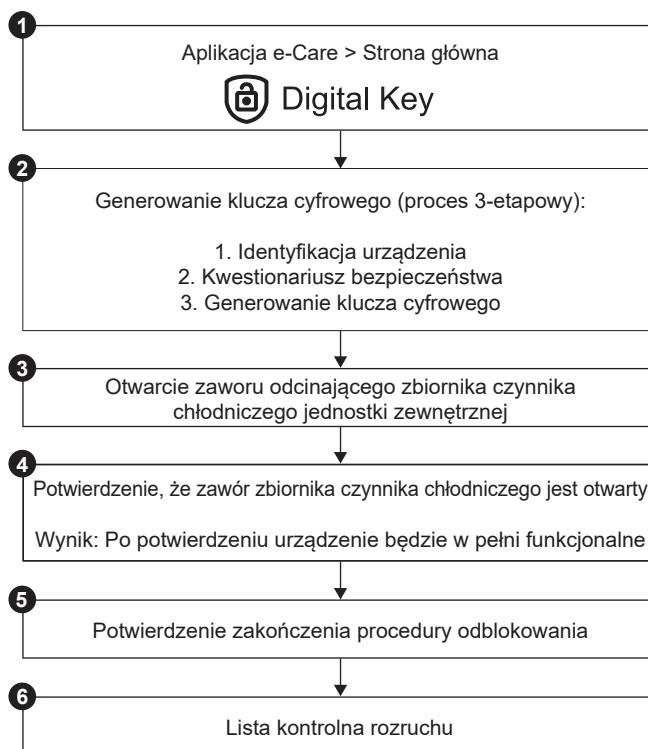 1
Aplikacja e-Care > Strona główna
Digital Key
2
Generowanie klucza cyfrowego (proces 3-etapowy):
1. Identyfikacja urządzenia
2. Kwestionariusz bezpieczeństwa
3. Generowanie klucza cyfrowego
3
Otwarcie zaworu odcinającego zbiornika czynnika
chłodniczego jednostki zewnętrznej
4
Potwierdzenie, że zawór zbiornika czynnika chłodniczego jest otwarty
Wynik: Po potwierdzeniu urządzenie będzie w pełni funkcjonalne
5
Potwierdzenie zakończenia procedury odblokowania
6
Lista kontrolna rozruchu